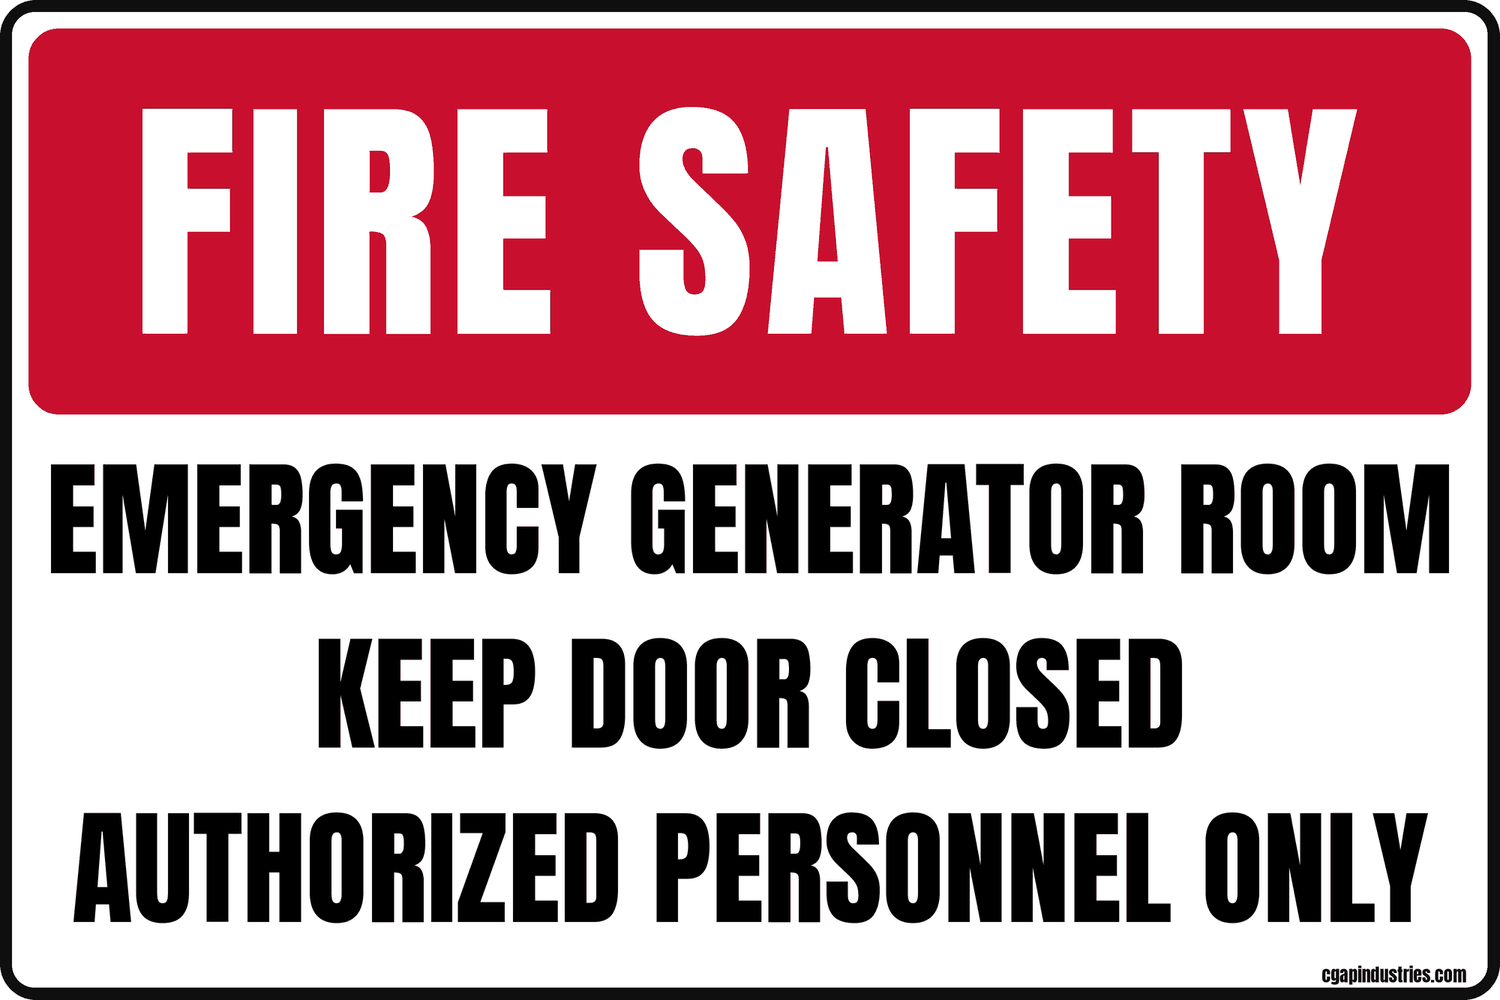 FIRE SAFETY
EMERGENCY GENERATOR ROOM
KEEP DOOR CLOSED
AUTHORIZED PERSONNEL ONLY
cgapindustries.com